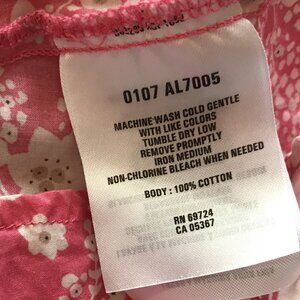 0107 AL7005
MACHINE WASH COLD GENTLE
WITH LIKE COLORS
TUMBLE DRY LOW
REMOVE PROMPTLY
IRON MEDIUM
NON-CHLORINE BLEACH WHEN NEEDED
BODY: 100% COTTON
RN 69724
CA 05367